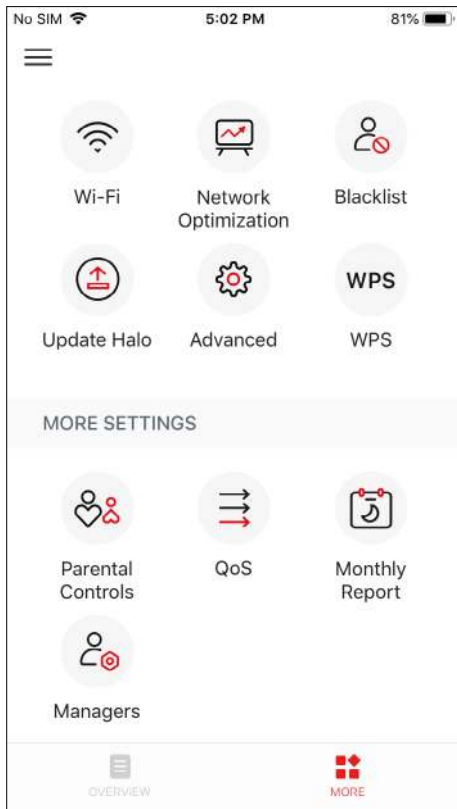 No SIM 5:02 PM 81%
Wi-Fi
Network
Optimization
Blacklist
Update Halo
Advanced
WPS
WPS
MORE SETTINGS
Parental
Controls
QoS
Monthly
Report
Managers
OVERVIEW
MORE